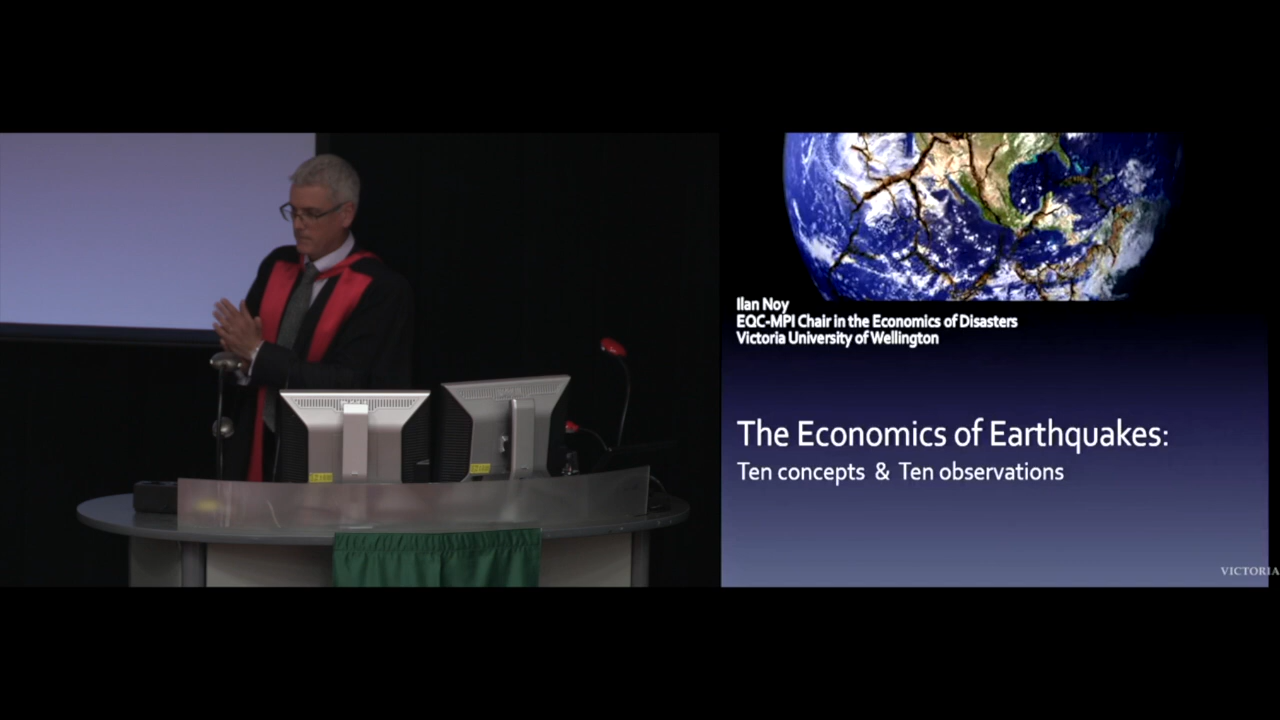 Ilan Noy
EQC-MPI Chair in the Economics of Disasters
Victoria University of Wellington
The Economics of Earthquakes:
Ten concepts & Ten observations
VICTORIA